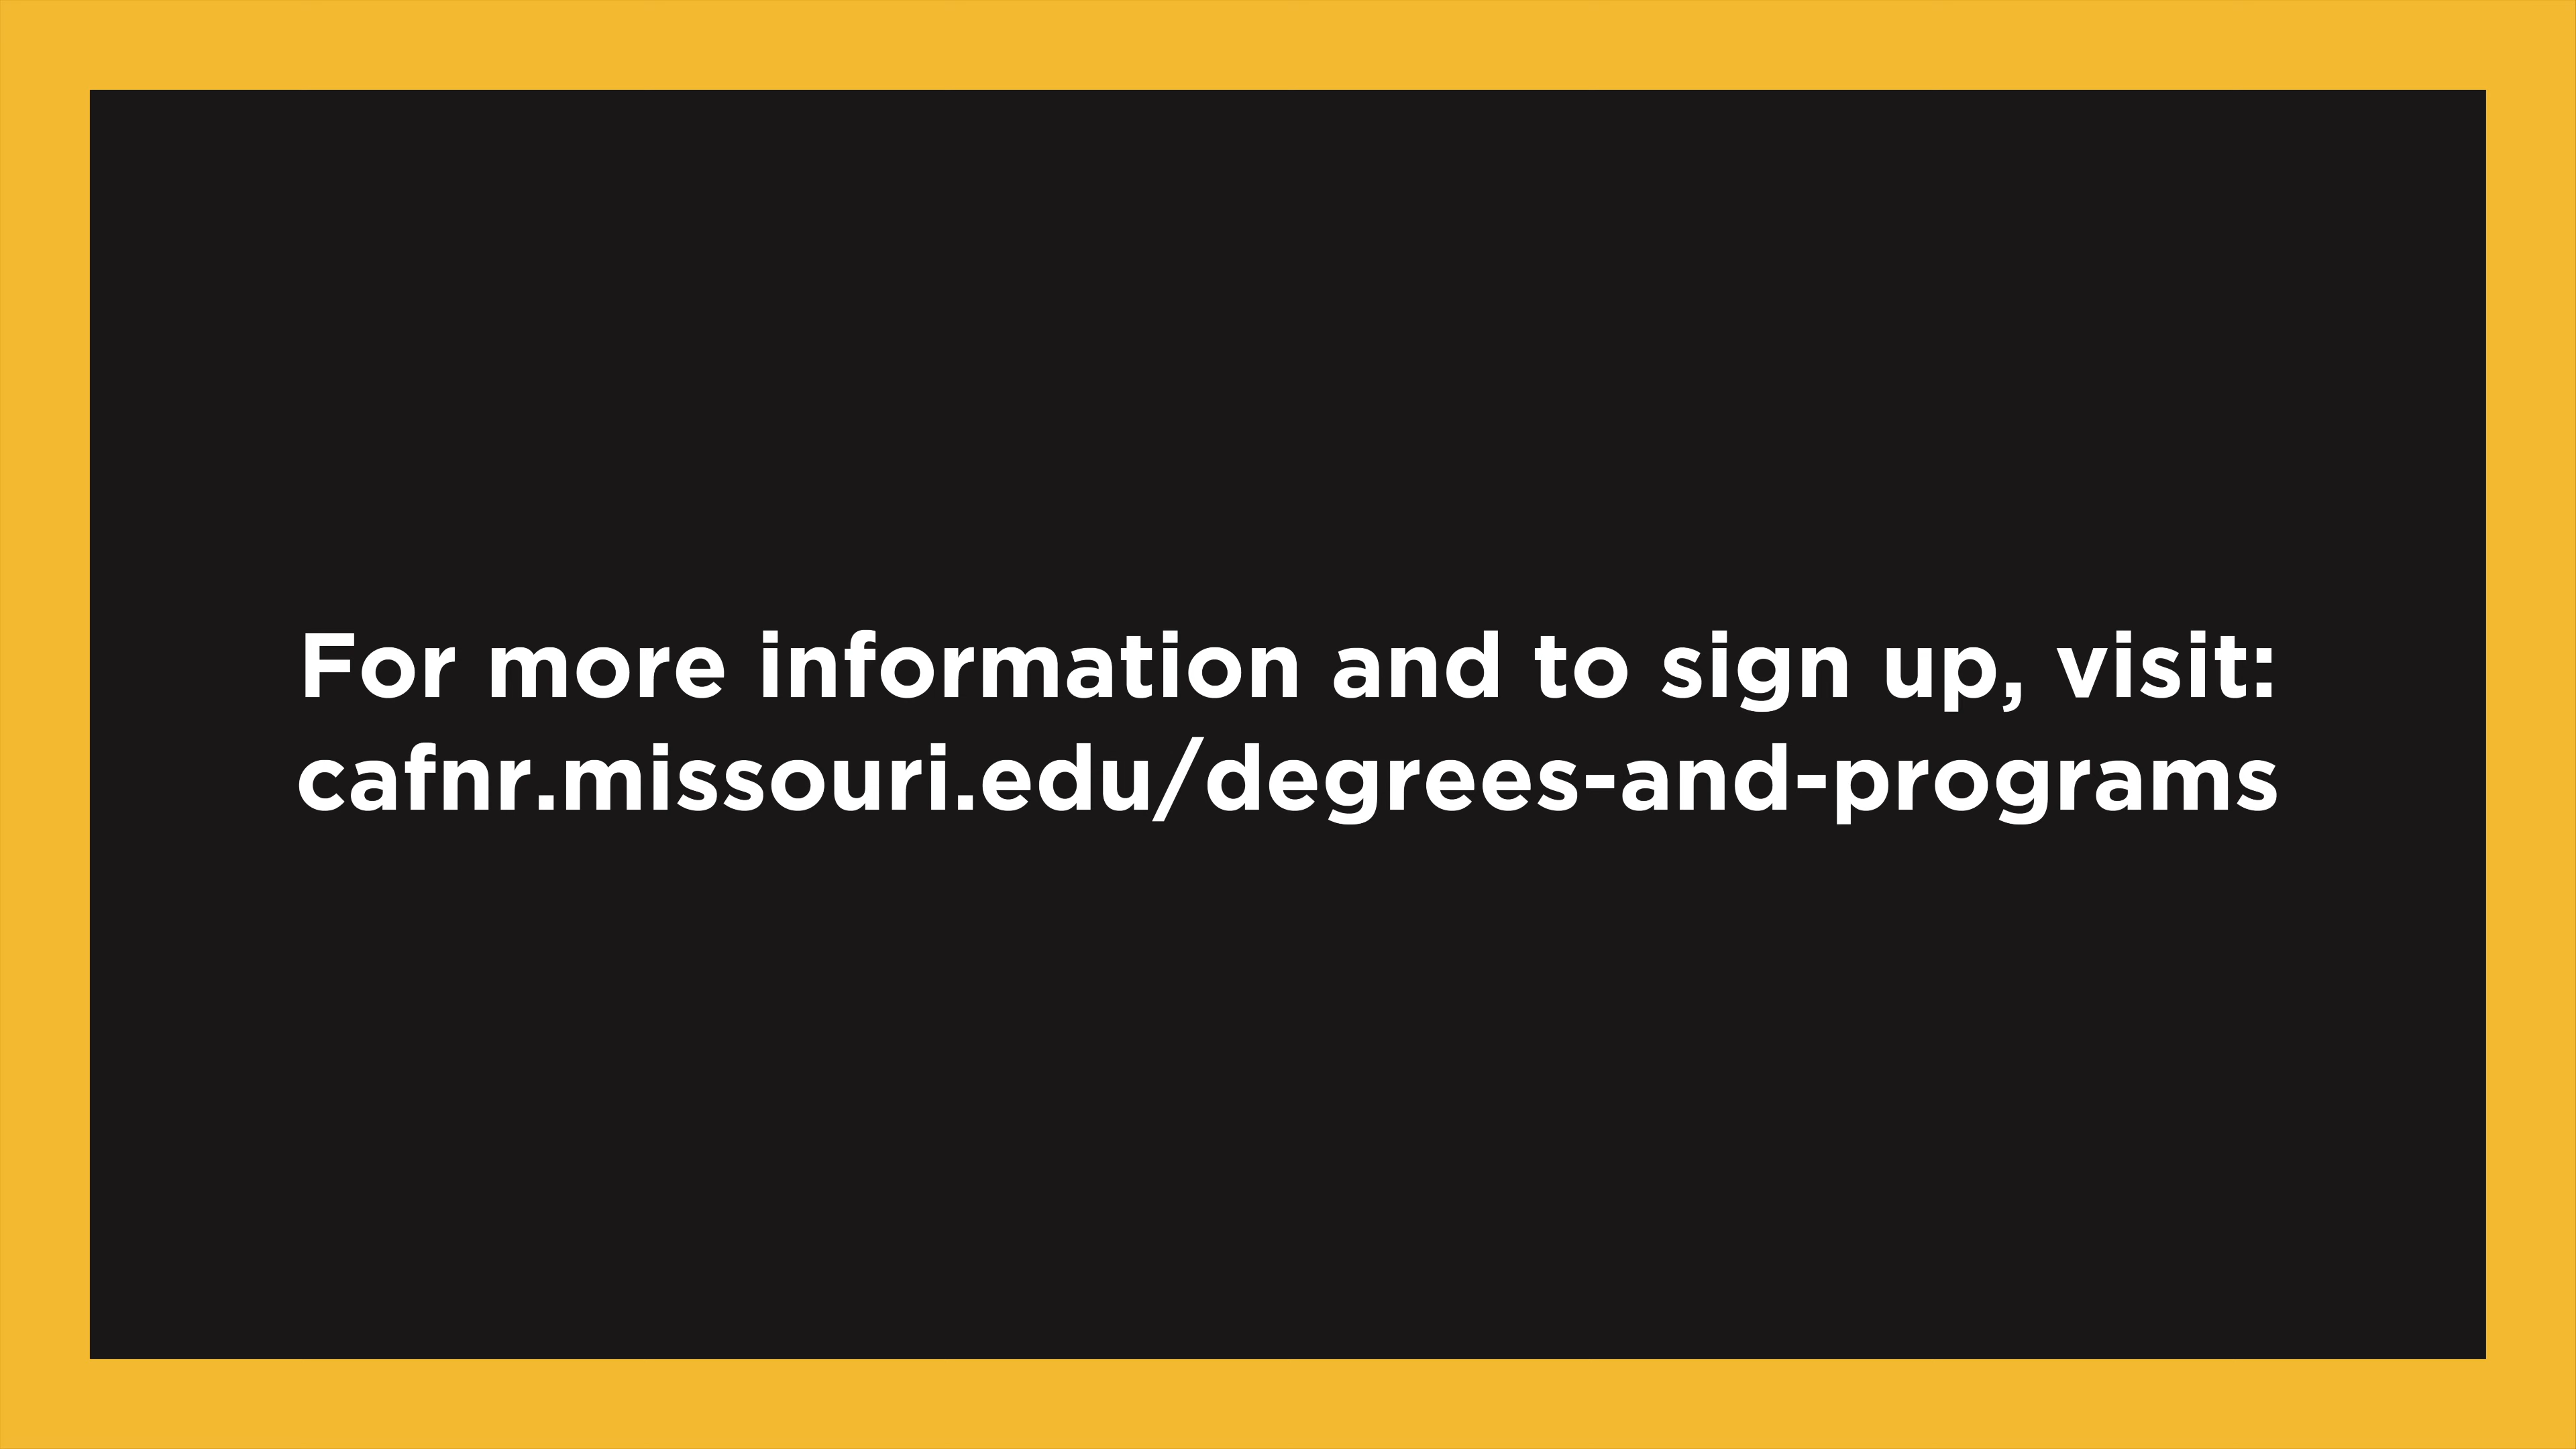 For more information and to sign up, visit:
cafnr.missouri.edu/degrees-and-programs